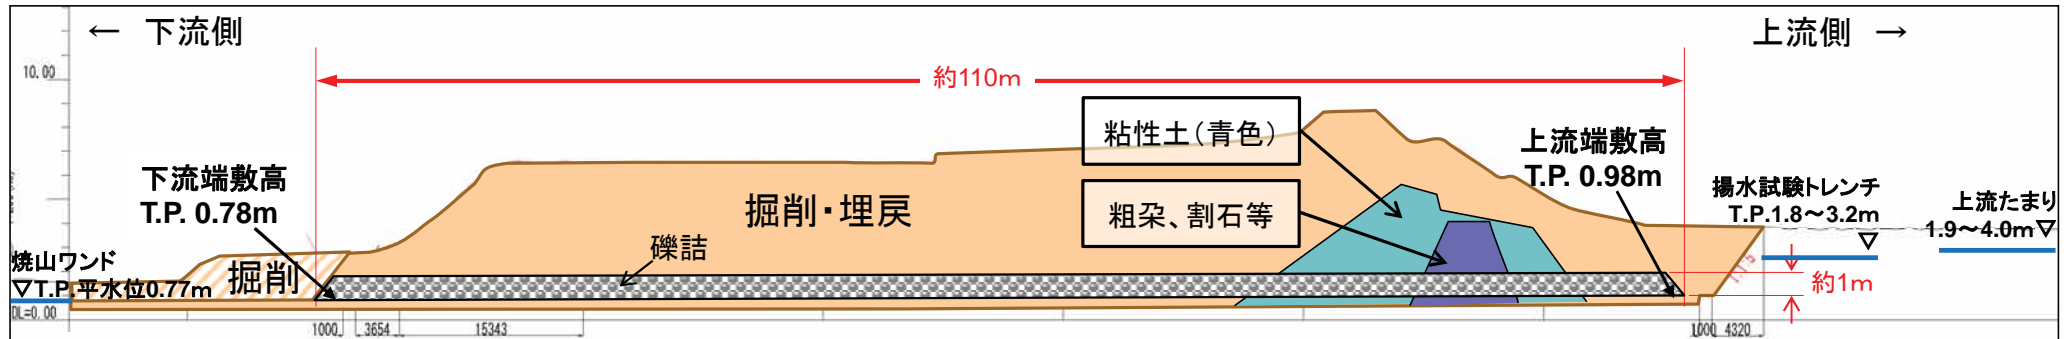 ← 下流側
上流側 →
10.00
約110m
粘性土(青色)
上流端敷高
T.P. 0.98m
下流端敷高
T.P. 0.78m
掘削・埋戻
粗朶、割石等
揚水試験トレンチ
T.P.1.8～3.2m
▽
上流たまり
1.9～4.0m▽
礫詰
焼山ワンド
▽T.P.平水位0.77m
掘削
約1m
DL=0.00
1000
3654
15343
1000
4320